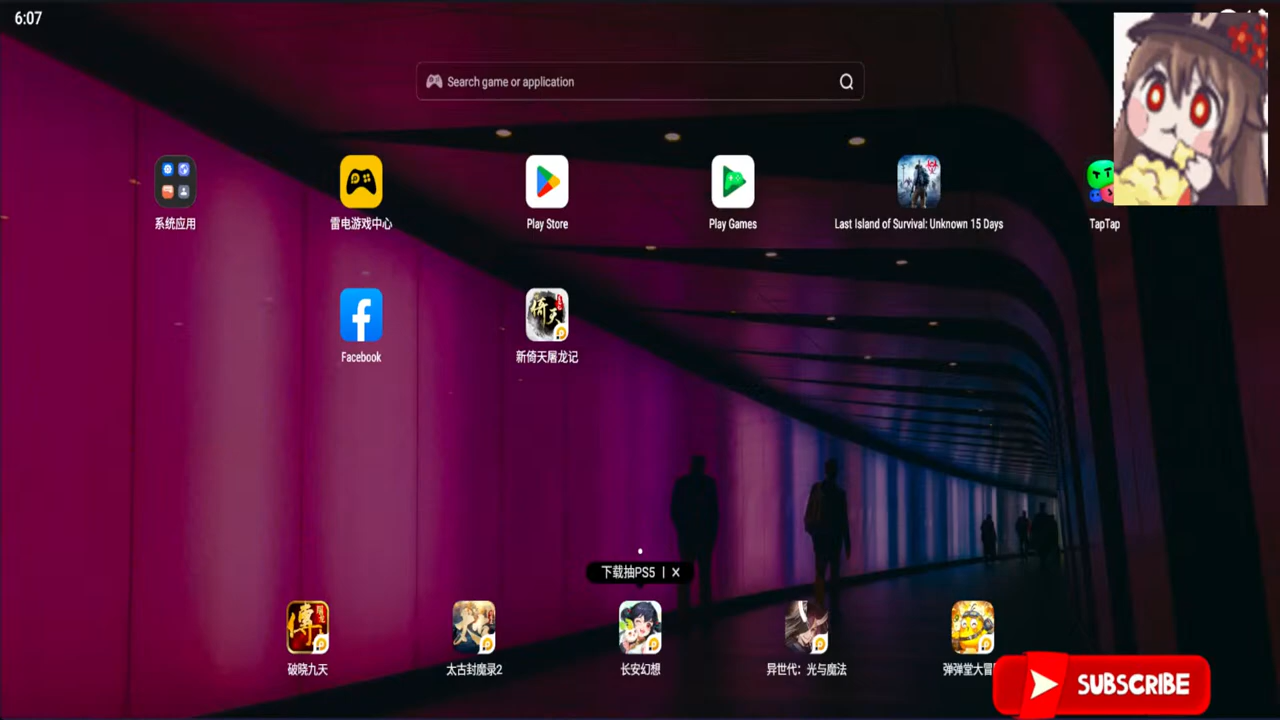 6:07
Search game or application
系统应用
雷电游戏中心
Play Store
Play Games
Last Island of Survival: Unknown 15 Days
TapTap
Facebook
倚天
新倚天屠龙记
下载抽PS5 | ×
傳
破晓九天
太古封魔录2
长安幻想
异世代：光与魔法
弹弹堂大冒
SUBSCRIBE